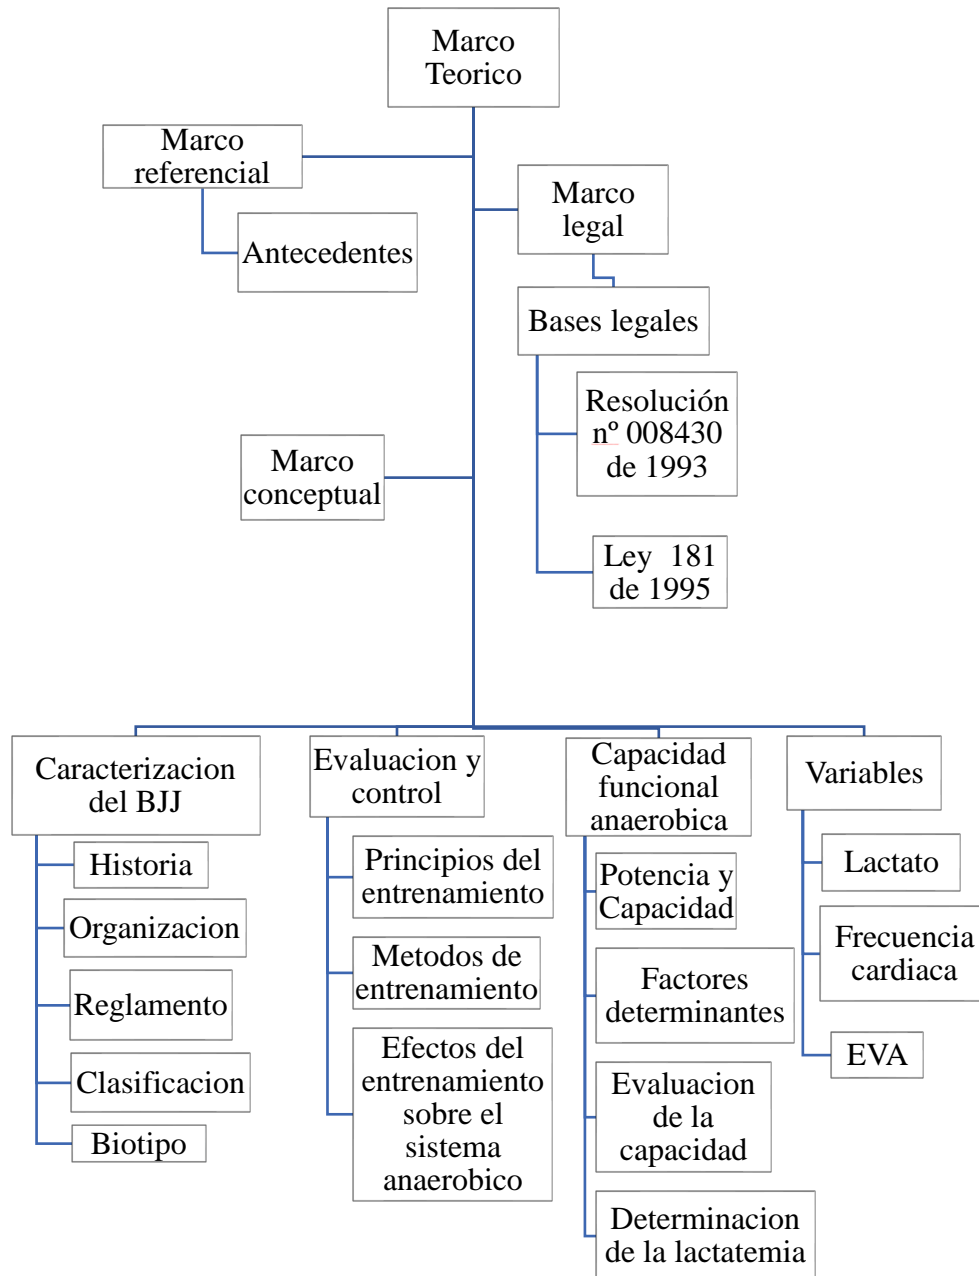 Marco
Teorico
Marco
referencial
Antecedentes
Marco
legal
Bases legales
Resolución
nº 008430
de 1993
Ley 181
de 1995
Marco
conceptual
Caracterizacion
del BJJ
Historia
Organizacion
Reglamento
Clasificacion
Biotipo
Evaluacion y
control
Principios del
entrenamiento
Metodos de
entrenamiento
Efectos del
entrenamiento
sobre el
sistema
anaerobico
Capacidad
funcional
anaerobica
Potencia y
Capacidad
Factores
determinantes
Evaluacion
de la
capacidad
Determinacion
de la lactatemia
Variables
Lactato
Frecuencia
cardiaca
EVA